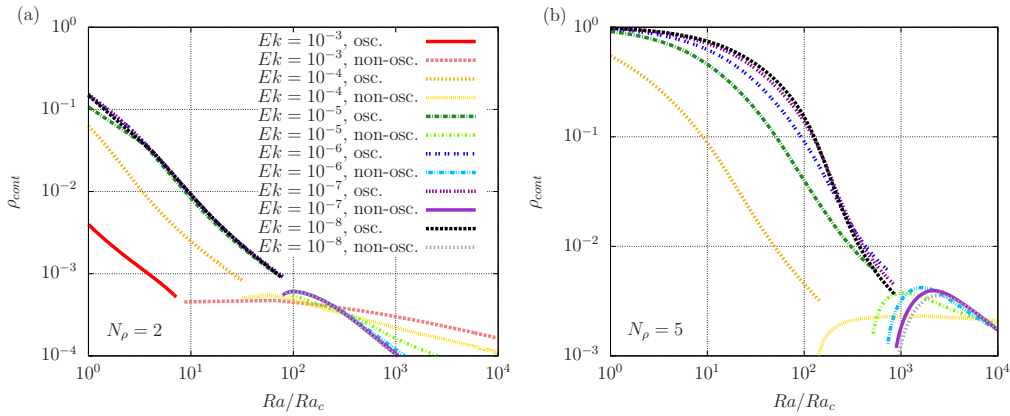 (a)
10^0
10^{-1}
10^{-2}
10^{-3}
10^{-4}
ρ_{cont}
Ek = 10^{-3}, osc.
Ek = 10^{-3}, non-osc.
Ek = 10^{-4}, osc.
Ek = 10^{-4}, non-osc.
Ek = 10^{-5}, osc.
Ek = 10^{-5}, non-osc.
Ek = 10^{-6}, osc.
Ek = 10^{-6}, non-osc.
Ek = 10^{-7}, osc.
Ek = 10^{-7}, non-osc.
Ek = 10^{-8}, osc.
Ek = 10^{-8}, non-osc.
N_ρ = 2
10^0 10^1 10^2 10^3 10^4
Ra/Ra_c
(b)
10^0
10^{-1}
10^{-2}
10^{-3}
ρ_{cont}
N_ρ = 5
10^0 10^1 10^2 10^3 10^4
Ra/Ra_c